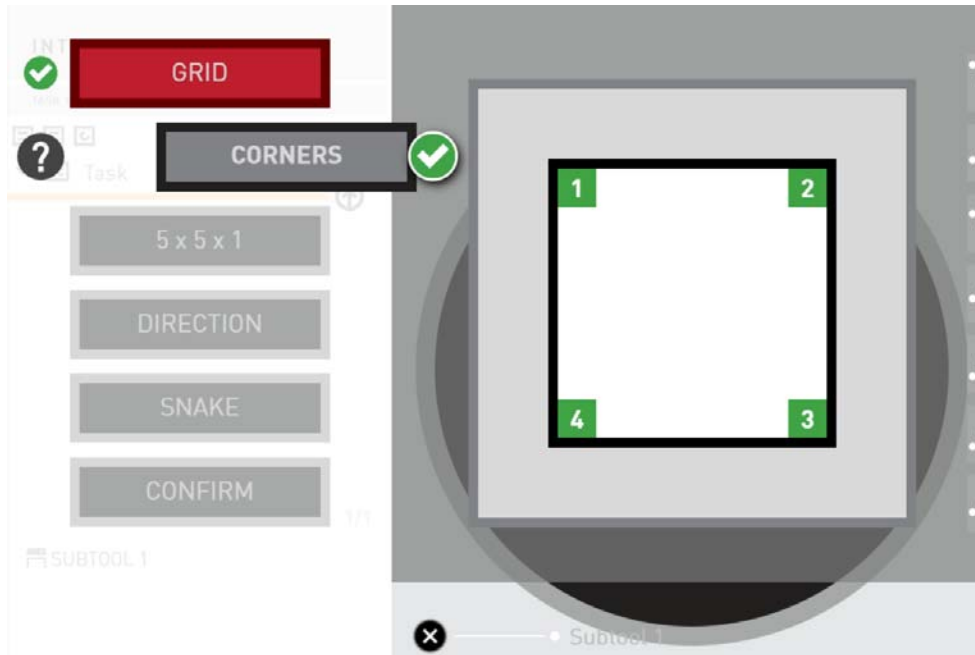 INT
GRID
?
CORNERS
Task
5 x 5 x 1
DIRECTION
SNAKE
CONFIRM
1/1
SUBTOOL 1
1
2
4
3
Subtool 1